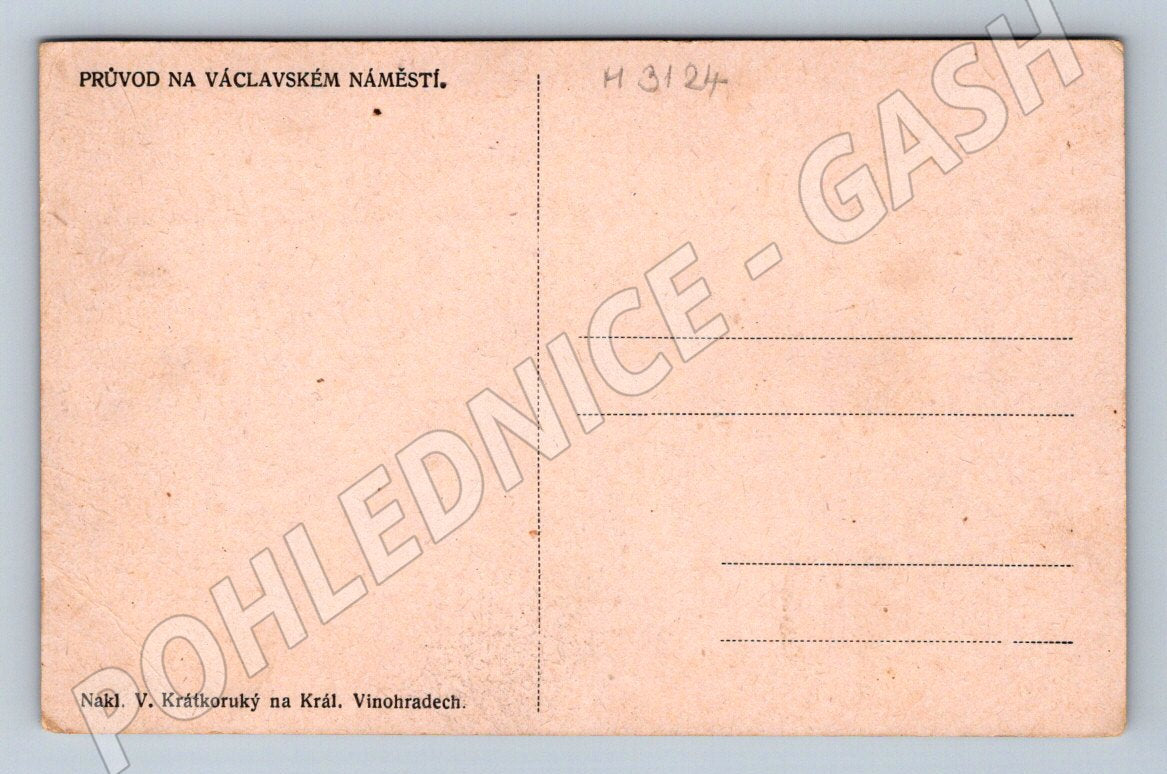 PRŮVOD NA VÁCLAVSKÉM NÁMĚSTÍ.
H 3124
POHLEDNICE - GASH
Nakl. V. Krátkoruký na Král. Vinohradech.